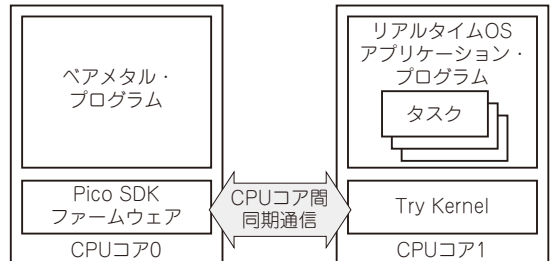 ベアメタル・
プログラム
Pico SDK
ファームウェア
CPUコア0
CPUコア間
同期通信
リアルタイムOS
アプリケーション・
プログラム
タスク
Try Kernel
CPUコア1